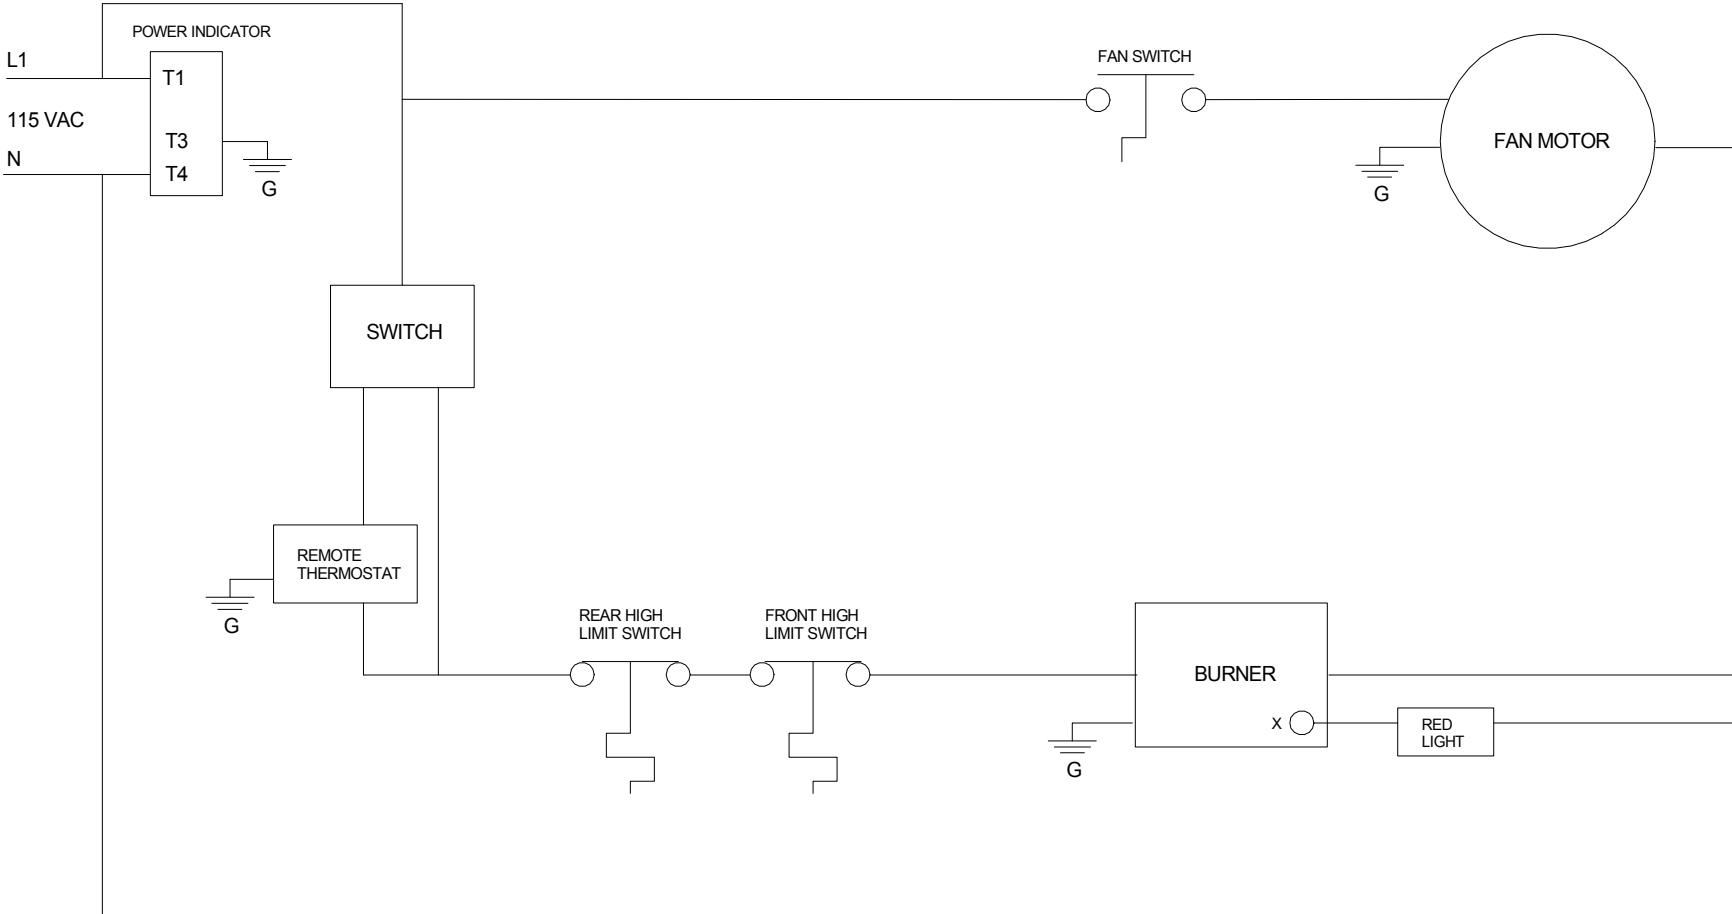 POWER INDICATOR
L1
T1
115 VAC
T3
N
T4
G
FAN SWITCH
FAN MOTOR
G
SWITCH
REMOTE
THERMOSTAT
G
REAR HIGH
LIMIT SWITCH
FRONT HIGH
LIMIT SWITCH
BURNER
X
G
RED
LIGHT